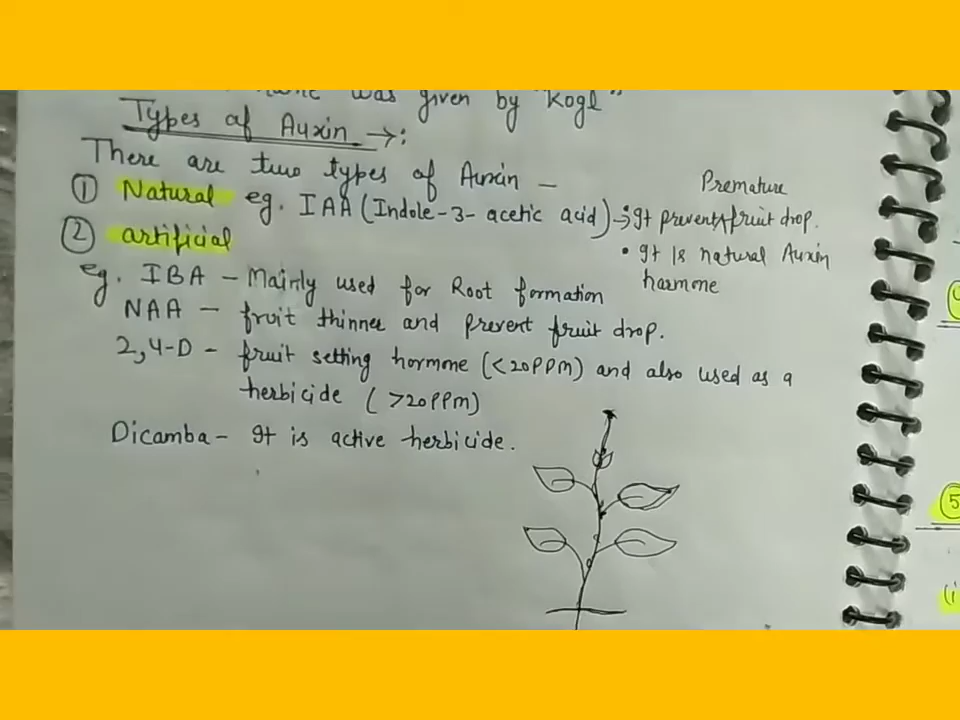 was given by "Kogl"
Types of Auxin →:
There are two types of Auxin —
① Natural eg. IAA (Indole-3-acetic acid) → It prevent fruit drop.
Premature
• It is natural Auxin
harmone
② artificial
eg. IBA - Mainly used for Root formation
NAA - fruit thinner and prevent fruit drop.
2,4-D - fruit setting hormone (<20PPM) and also used as a
herbicide (>20PPM)
Dicamba - It is active herbicide.
5
(i